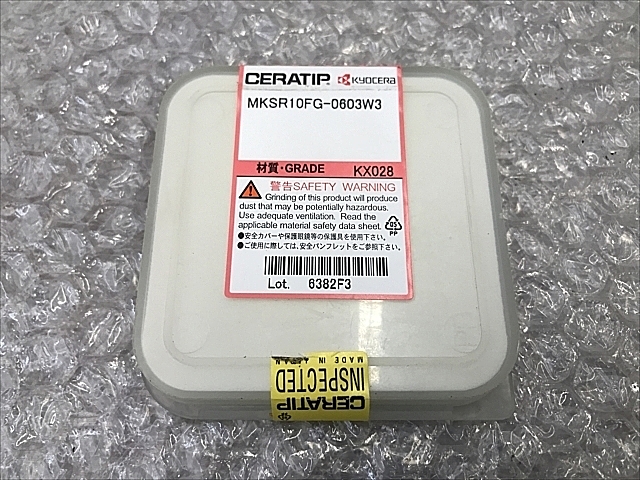 CERATIP KYOCERA
MKSR10FG-0603W3
材質・GRADE KX028
警告SAFETY WARNING
Grinding of this product will produce
dust that may be potentially hazardous.
Use adequate ventilation. Read the
applicable material safety data sheet.
●安全カバーや保護眼鏡等の保護具を使用下さい。
●ご使用に際しては、安全パンフレットをご参照下さい。
05
PP
Lot. 6382F3
CERATIP
INSPECTED
MADE IN JAPAN